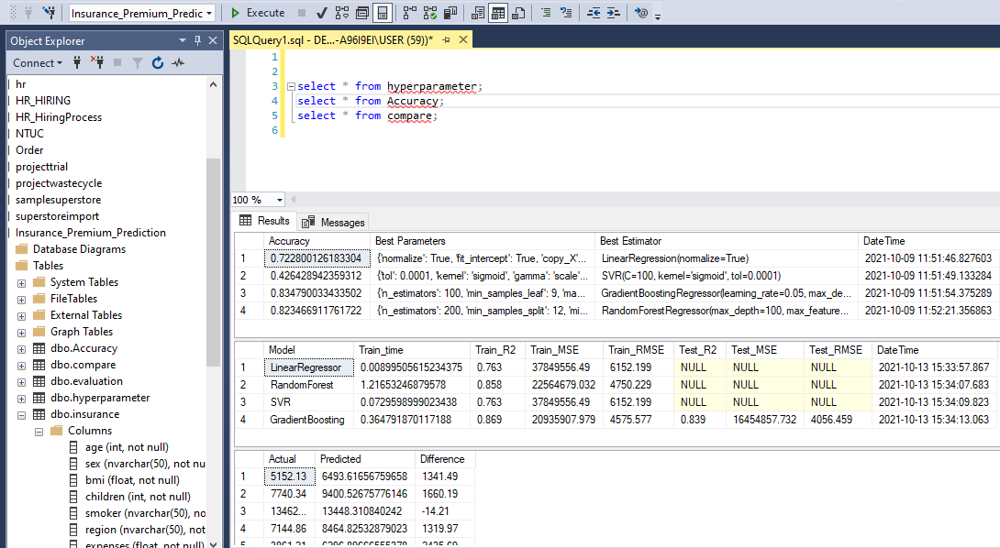 Insurance_Premium_Predic
Execute
Object Explorer
Connect
hr
HR_HIRING
HR_HiringProcess
NTUC
Order
projecttrial
projectwastecycle
samplesuperstore
superstoreimport
Insurance_Premium_Prediction
Database Diagrams
Tables
System Tables
FileTables
External Tables
Graph Tables
dbo.Accuracy
dbo.compare
dbo.evaluation
dbo.hyperparameter
dbo.insurance
Columns
age (int, not null)
sex (nvarchar(50), not nu
bmi (float, not null)
children (int, not null)
smoker (nvarchar(50), no
region (nvarchar(50), not
expenses (float, not null)
SQLQuery1.sql - DE...-A96I9EI\USER (59))*
1
2
3 select * from hyperparameter;
4 select * from Accuracy;
5 select * from compare;
6
100 %
Results Messages
Accuracy Best Parameters Best Estimator DateTime
1 0.722800126183304 {'normalize': True, 'fit_intercept': True, 'copy_X'... LinearRegression(normalize=True) 2021-10-09 11:51:46.827603
2 0.426428942359312 {'tol': 0.0001, 'kernel': 'sigmoid', 'gamma': 'scale'... SVR(C=100, kernel='sigmoid', tol=0.0001) 2021-10-09 11:51:49.133284
3 0.834790033433502 {'n_estimators': 100, 'min_samples_leaf': 9, 'ma... GradientBoostingRegressor(learning_rate=0.05, max_de... 2021-10-09 11:51:54.375289
4 0.823466911761722 {'n_estimators': 200, 'min_samples_split': 12, 'mi... RandomForestRegressor(max_depth=100, max_feature... 2021-10-09 11:52:21.356863
Model Train_time Train_R2 Train_MSE Train_RMSE Test_R2 Test_MSE Test_RMSE DateTime
1 LinearRegressor 0.00899505615234375 0.763 37849556.49 6152.199 NULL NULL NULL 2021-10-13 15:33:57.867
2 RandomForest 1.21653246879578 0.858 22564679.032 4750.229 NULL NULL NULL 2021-10-13 15:34:07.683
3 SVR 0.0729598999023438 0.763 37849556.49 6152.199 NULL NULL NULL 2021-10-13 15:34:09.823
4 GradientBoosting 0.364791870117188 0.869 20935907.979 4575.577 0.839 16454857.732 4056.459 2021-10-13 15:34:13.063
Actual Predicted Difference
1 5152.13 6493.61656759658 1341.49
2 7740.34 9400.52675776146 1660.19
3 13462... 13448.310840242 -14.21
4 7144.86 8464.82532879023 1319.97
5